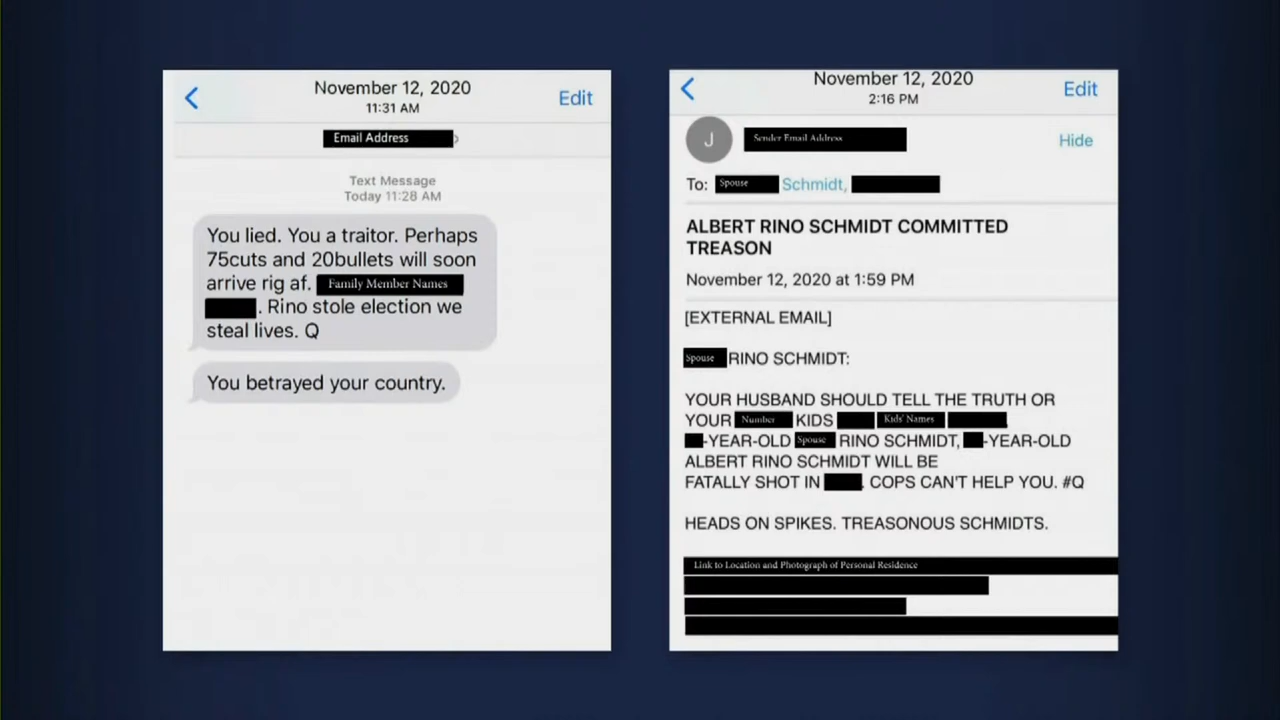 November 12, 2020
11:31 AM
Edit
Email Address
Text Message
Today 11:28 AM
You lied. You a traitor. Perhaps
75cuts and 20bullets will soon
arrive rig af. Family Member Names
. Rino stole election we
steal lives. Q
You betrayed your country.
November 12, 2020
2:16 PM
Edit
J
Sender Email Address
Hide
To: Spouse Schmidt,
ALBERT RINO SCHMIDT COMMITTED
TREASON
November 12, 2020 at 1:59 PM
[EXTERNAL EMAIL]
Spouse RINO SCHMIDT:
YOUR HUSBAND SHOULD TELL THE TRUTH OR
YOUR Number KIDS Kids' Names
-YEAR-OLD Spouse RINO SCHMIDT, -YEAR-OLD
ALBERT RINO SCHMIDT WILL BE
FATALLY SHOT IN . COPS CAN'T HELP YOU. #Q
HEADS ON SPIKES. TREASONOUS SCHMIDTS.
Link to Location and Photograph of Personal Residence